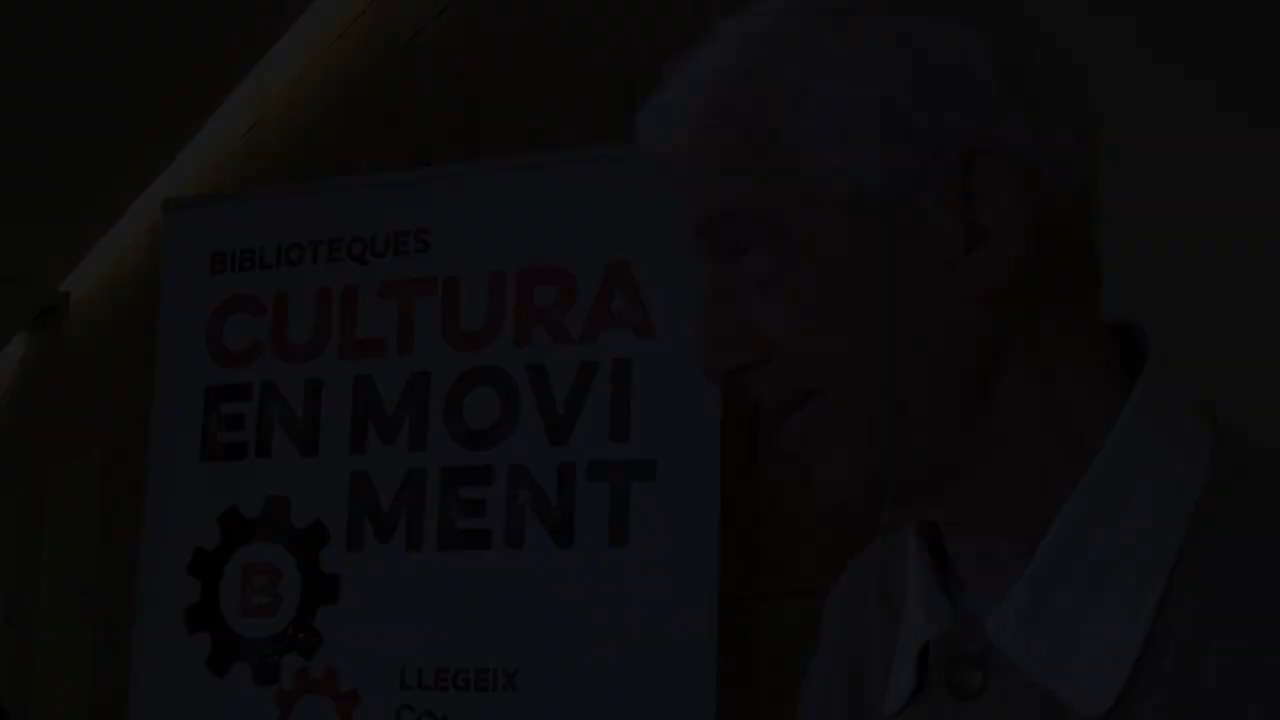 BIBLIOTEQUES
CULTURA
EN MOVI
MENT
B
LLEGEIX